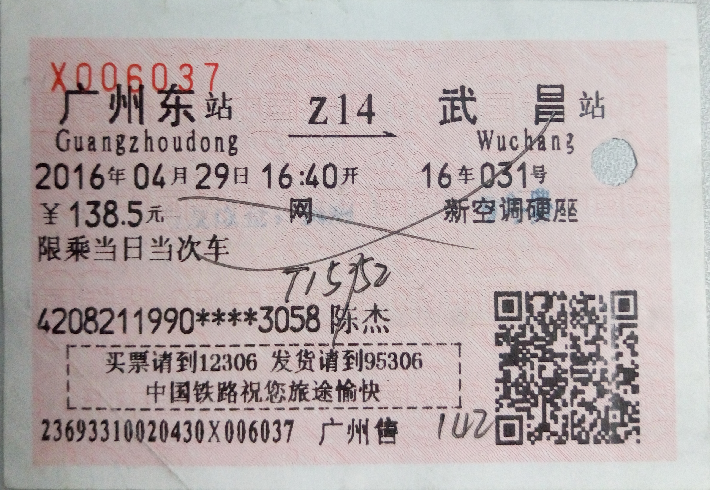 X006037
广州东站 Z14 武昌站
Guangzhoudong Wuchang
2016年04月29日 16:40开 16车031号
￥138.5元 网 新空调硬座
限乘当日当次车
4208211990****3058 陈杰
买票请到12306 发货请到95306
中国铁路祝您旅途愉快
23693310020430X006037 广州售 142